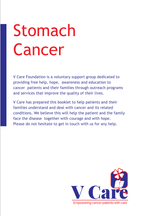 Stomach
Cancer
V Care Foundation is a voluntary support group dedicated to
providing free help, hope, awareness and education to
cancer patients and their families through outreach programs
and services that improve the quality of their lives.
V Care has prepared this booklet to help patients and their
families understand and deal with cancer and its related
conditions. We believe this will help the patient and the family
face the disease together with courage and with hope.
Please do not hesitate to get in touch with us for any help.
V Care